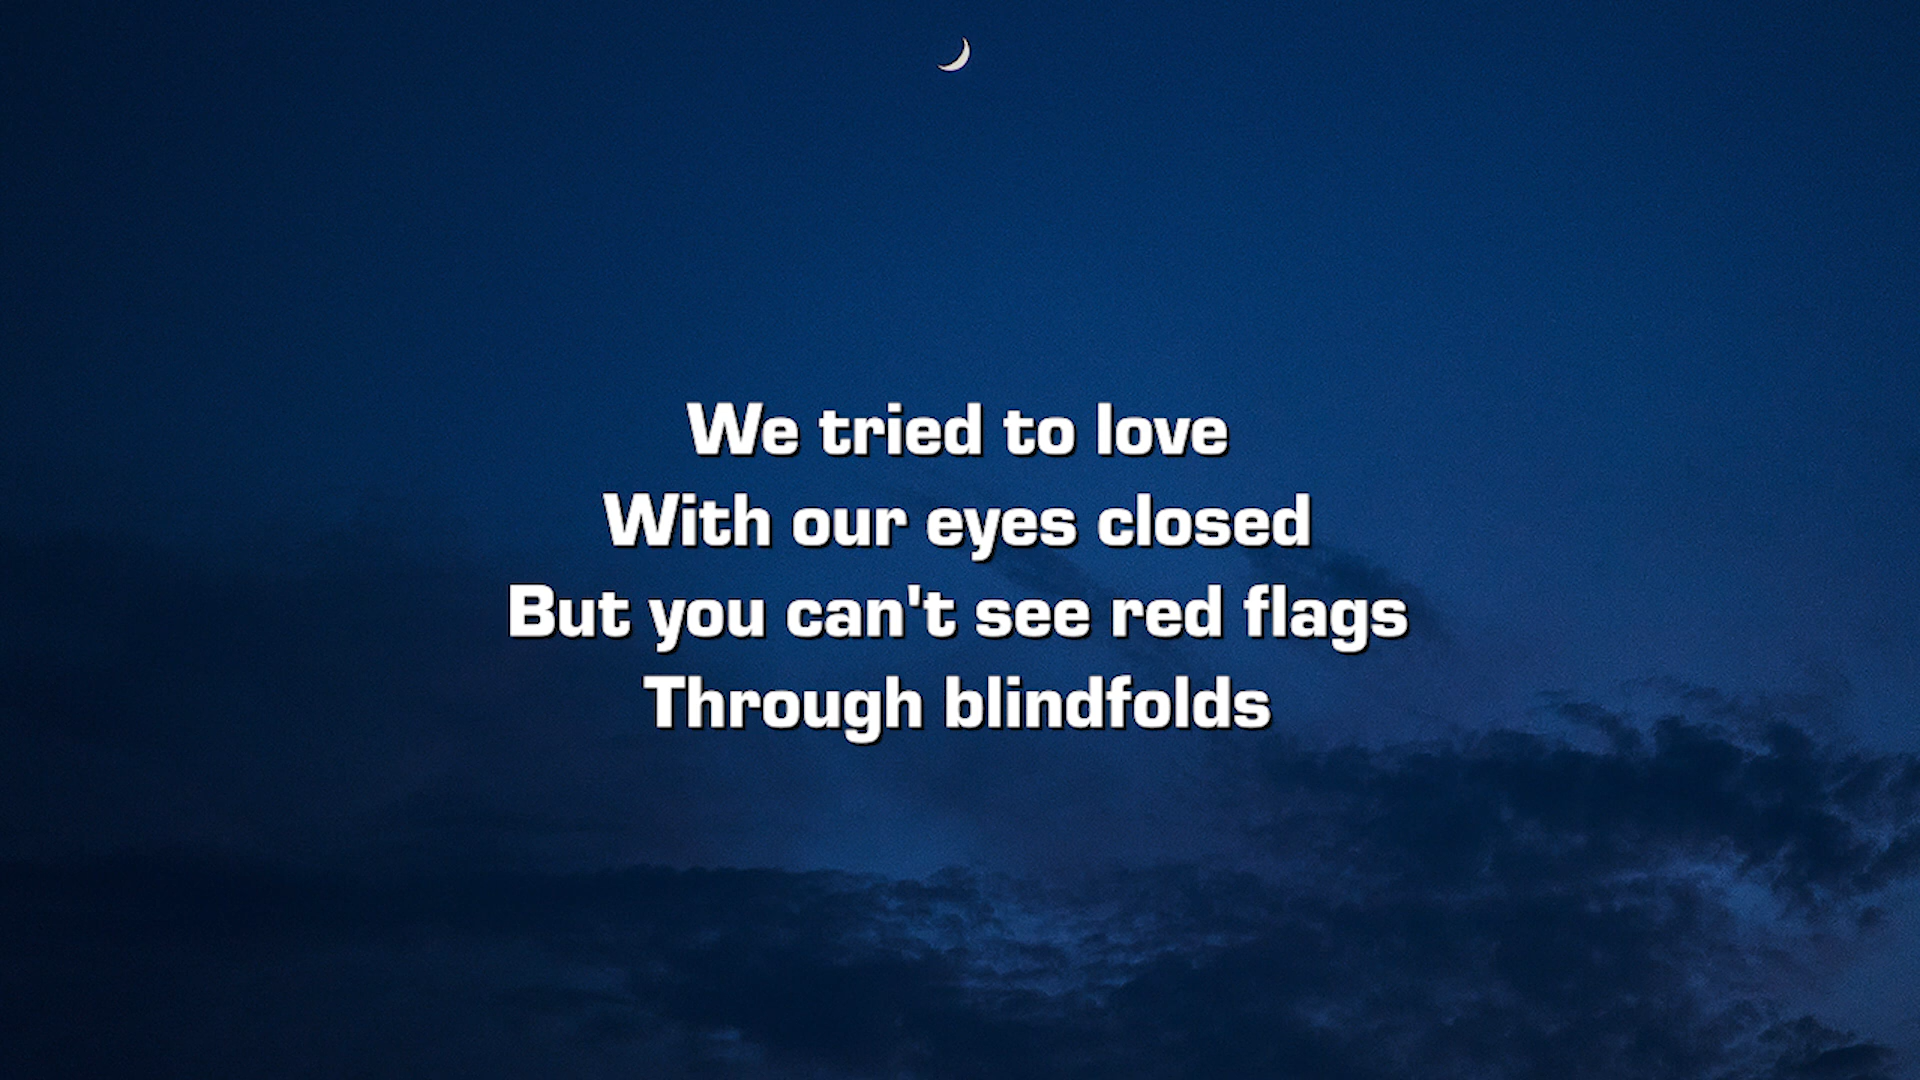 We tried to love
With our eyes closed
But you can't see red flags
Through blindfolds